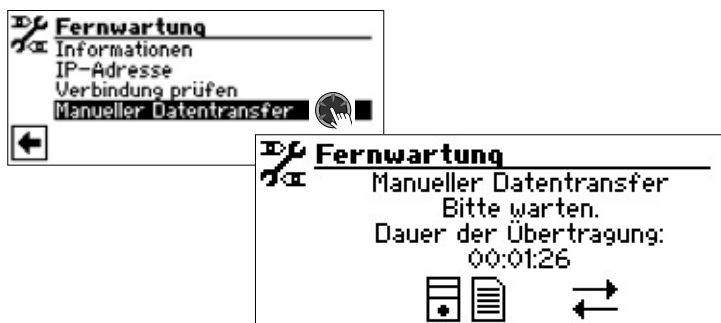 Fernwartung
Informationen
IP-Adresse
Verbindung prüfen
Manueller Datentransfer
Fernwartung
Manueller Datentransfer
Bitte warten.
Dauer der Übertragung:
00:01:26